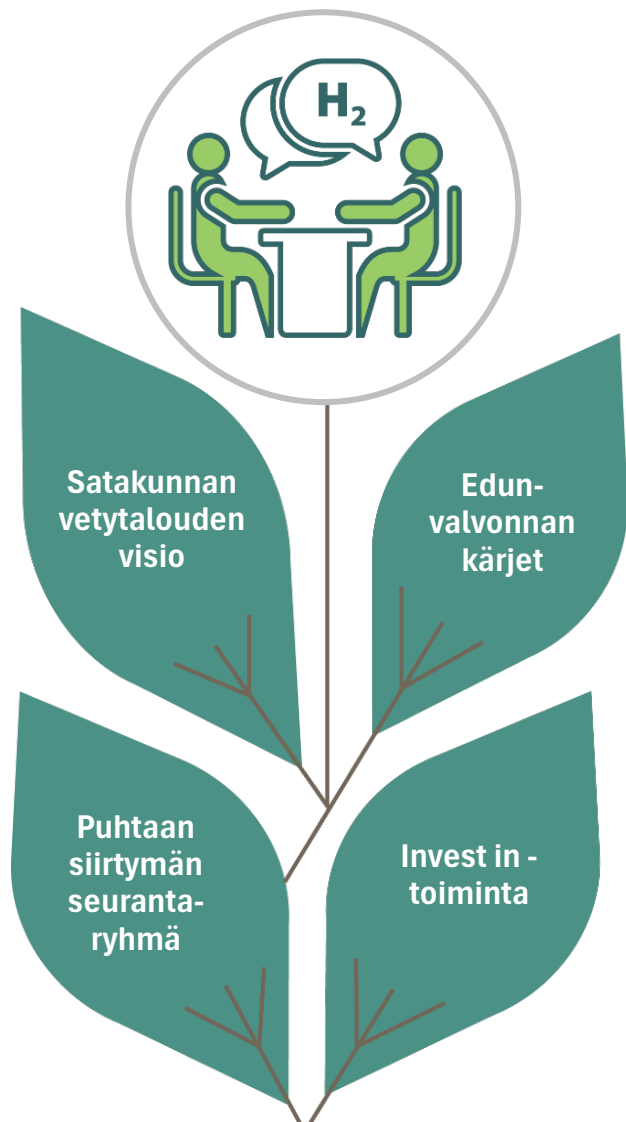 H₂
Satakunnan
vetytalouden
visio
Edun-
valvonnan
kärjet
Puhtaan
siirtymän
seuranta-
ryhmä
Invest in -
toiminta